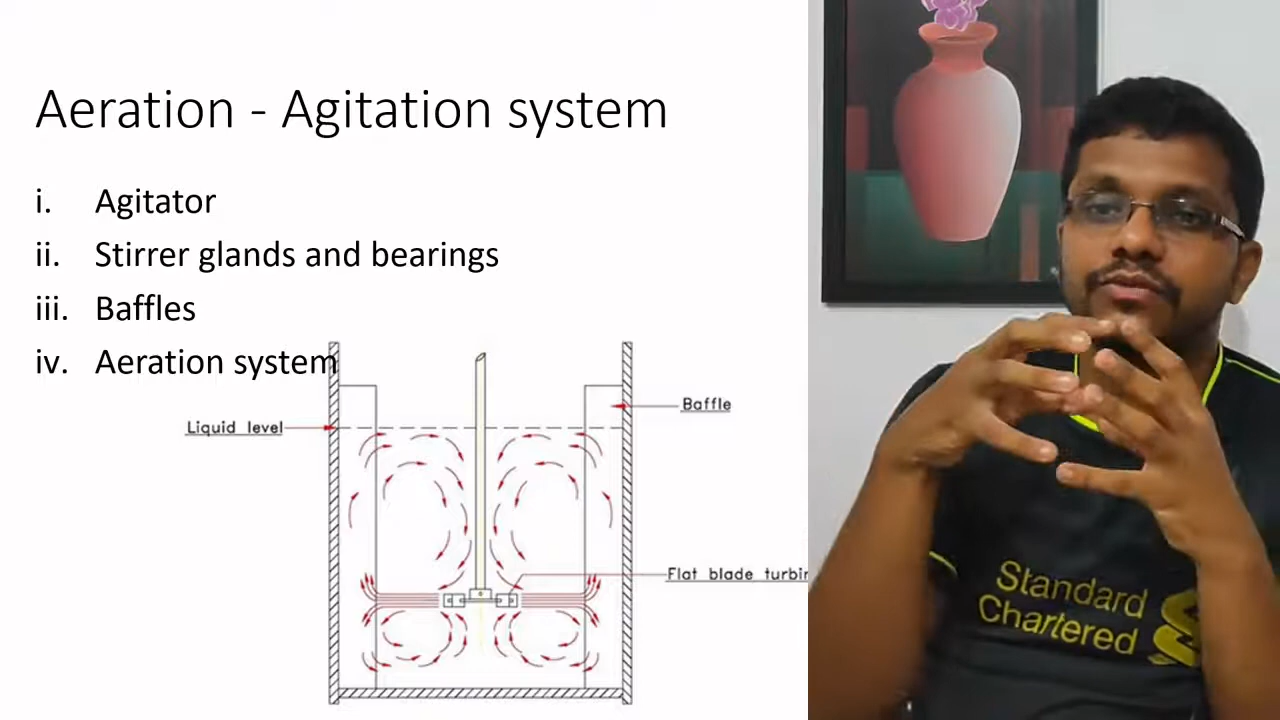 Aeration - Agitation system
i. Agitator
ii. Stirrer glands and bearings
iii. Baffles
iv. Aeration system
Baffle
Liquid level
Flat blade turbin
Standard
Chartered